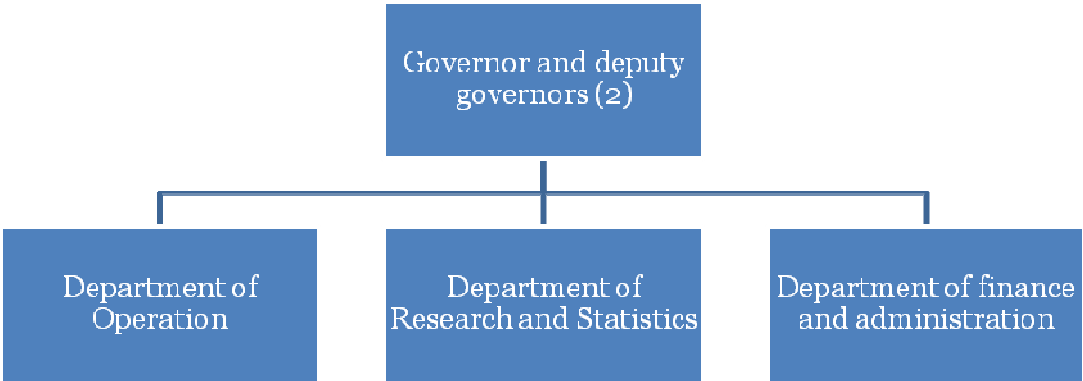 Governor and deputy
governors (2)
Department of
Operation
Department of
Research and Statistics
Department of finance
and administration